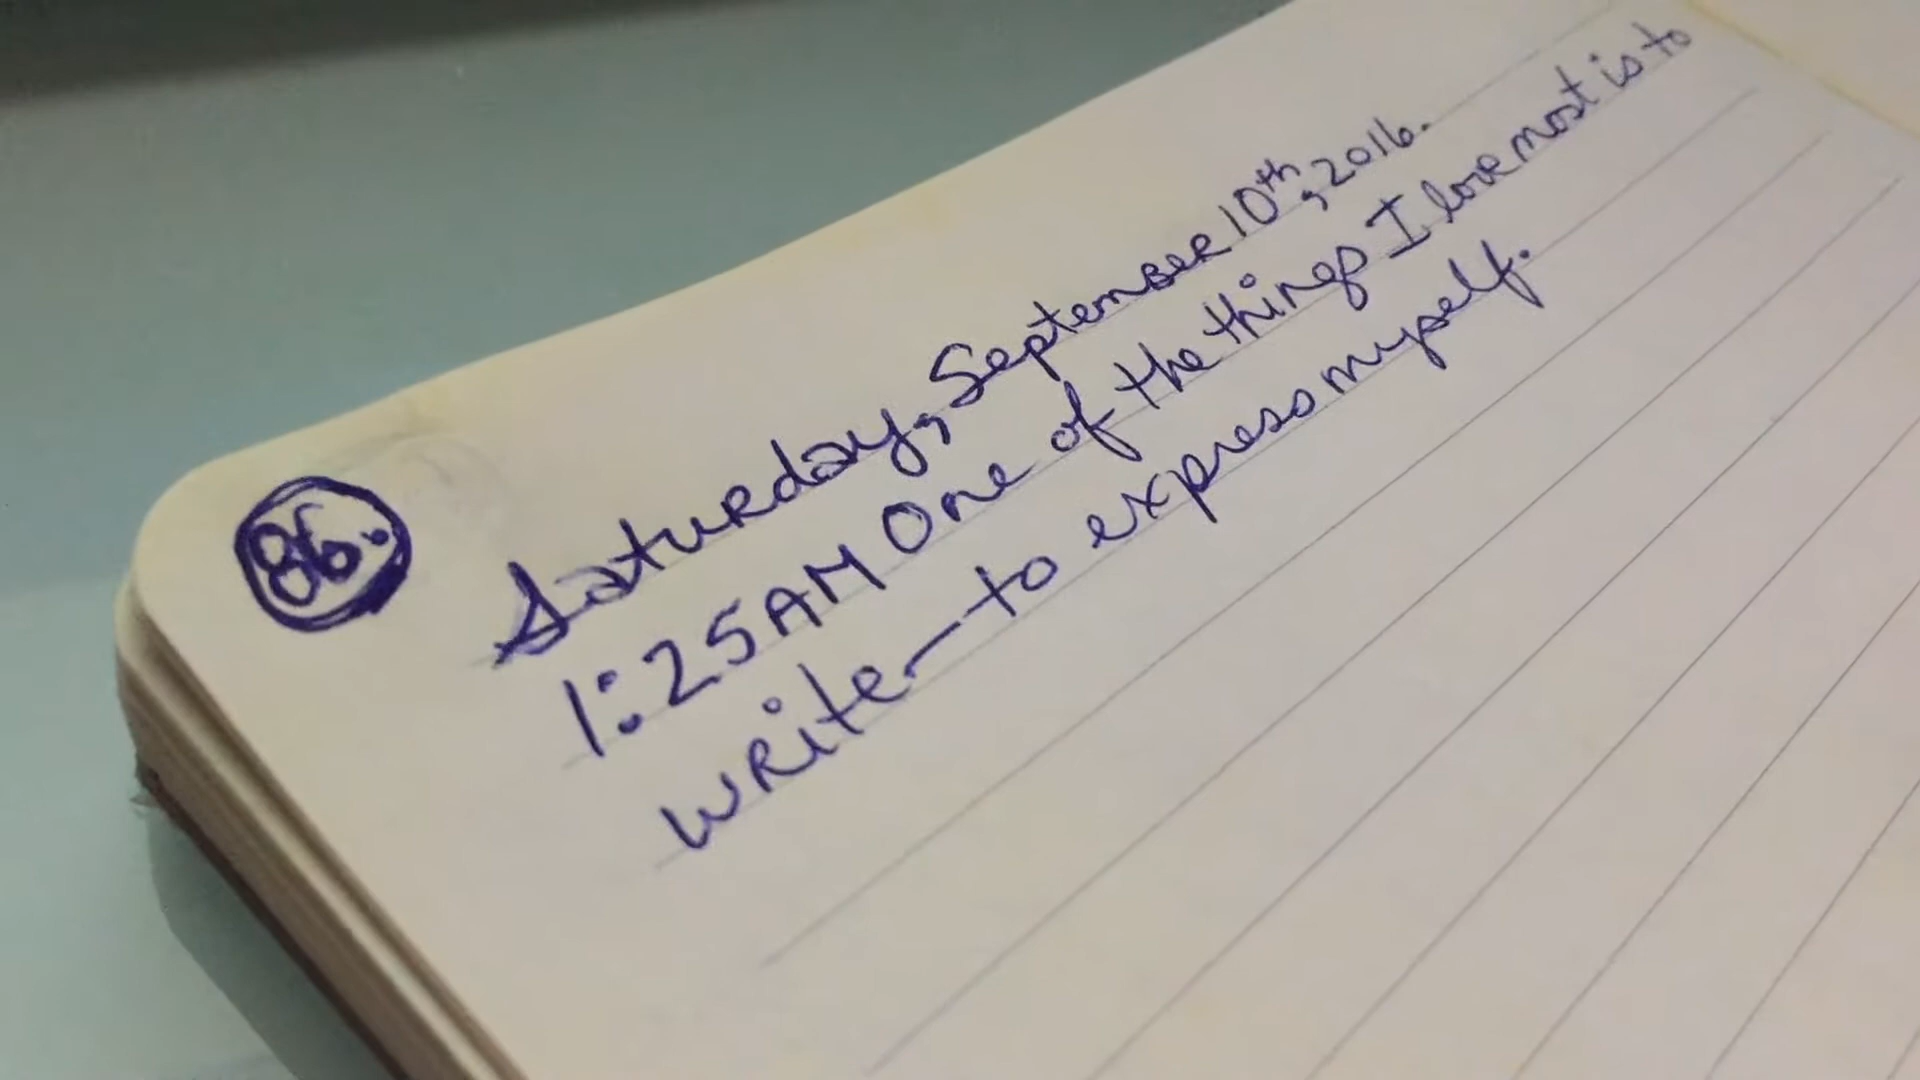 86.
Saturday, September 10th, 2016.
1:25AM One of the things I love most is to
write—to express myself.